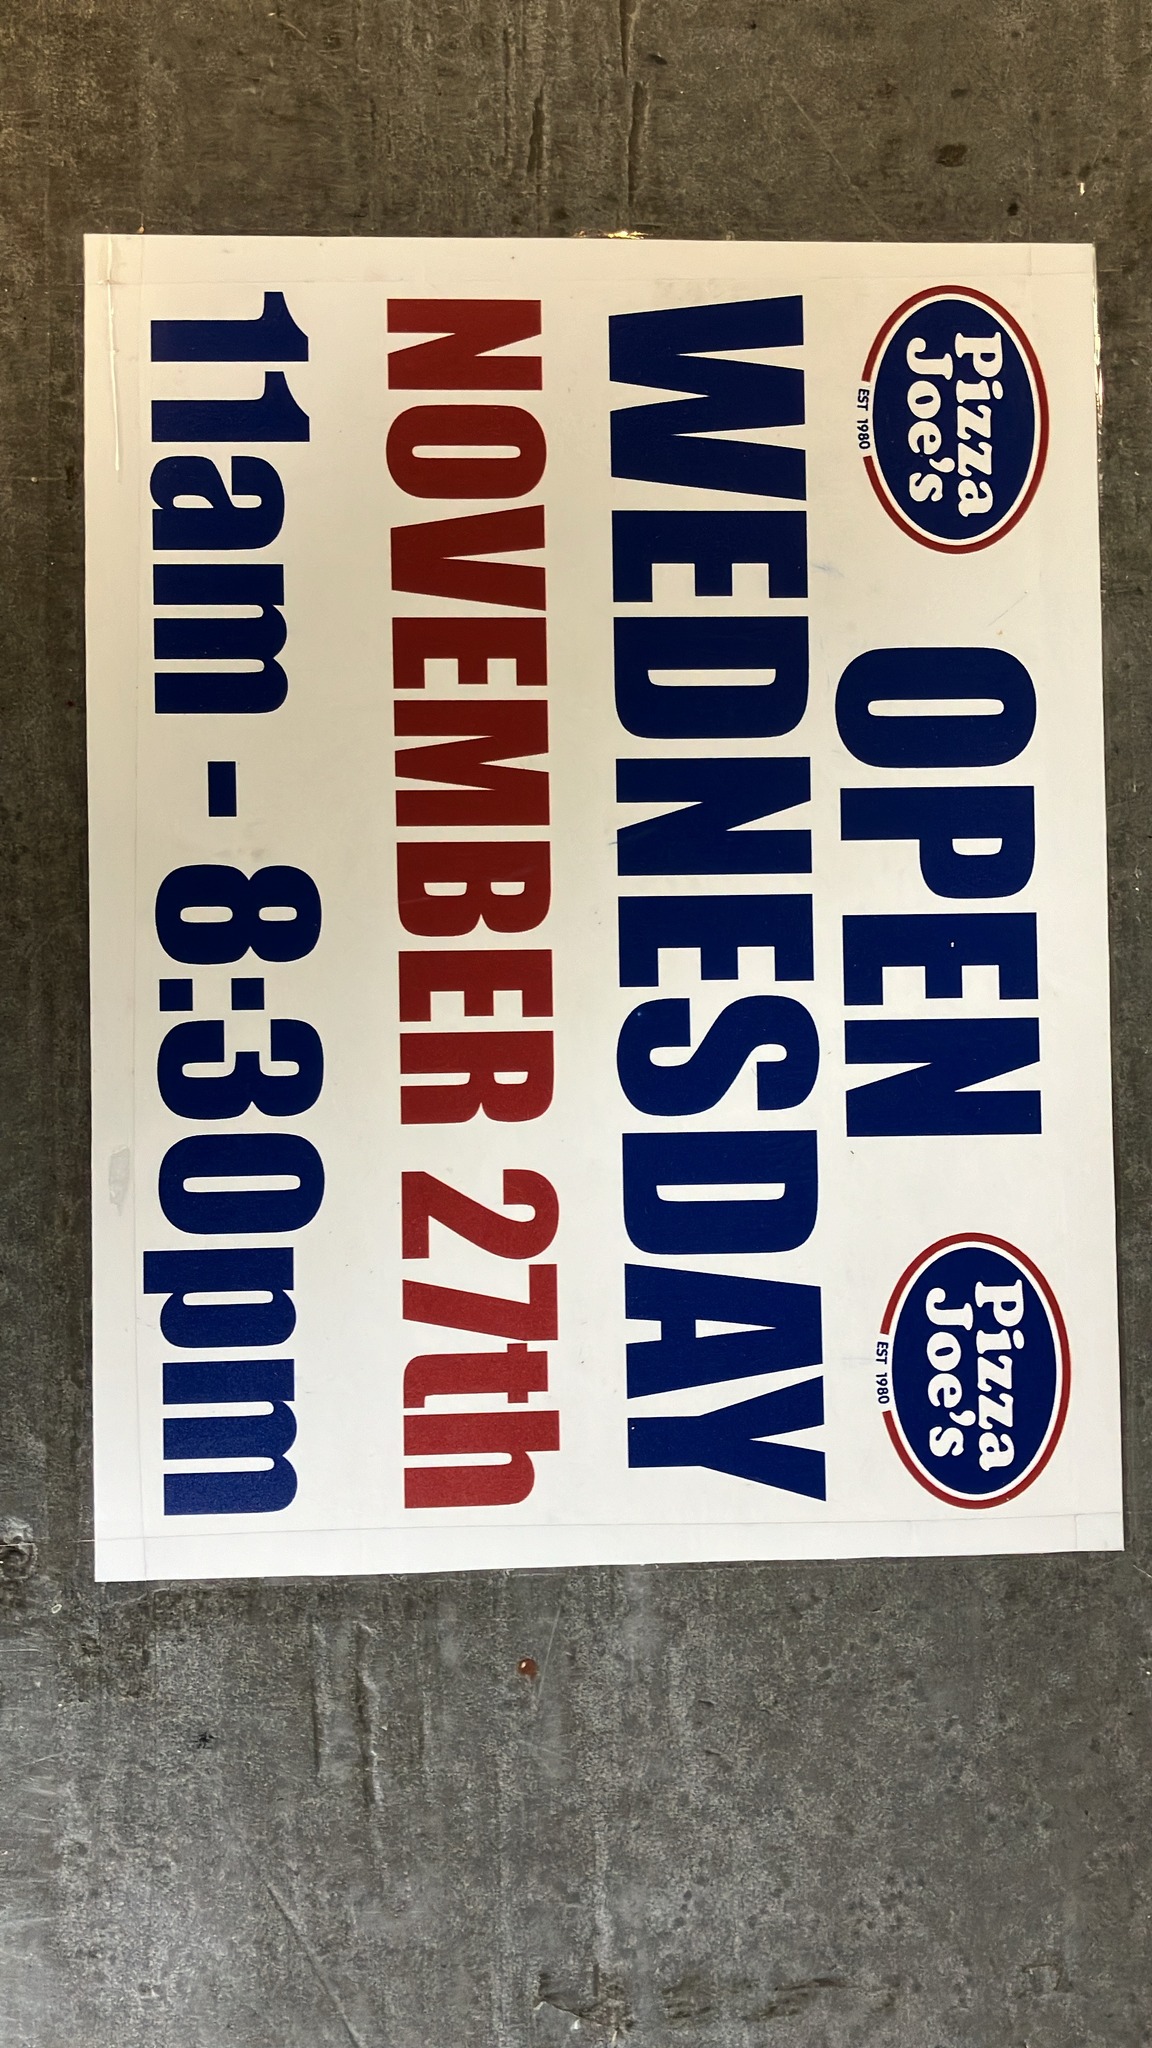 Pizza
Joe's
EST 1980
OPEN
Pizza
Joe's
EST 1980
WEDNESDAY
NOVEMBER 27th
11am - 8:30pm